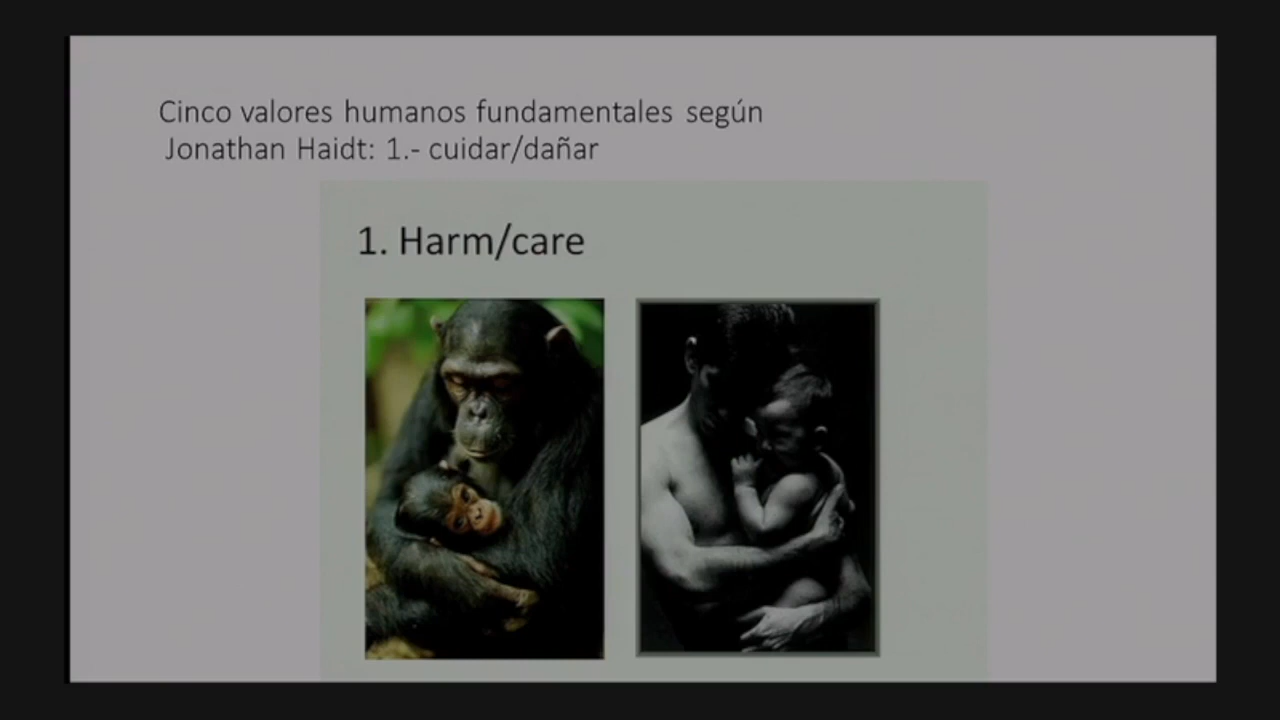 Cinco valores humanos fundamentales según
Jonathan Haidt: 1.- cuidar/dañar
1. Harm/care